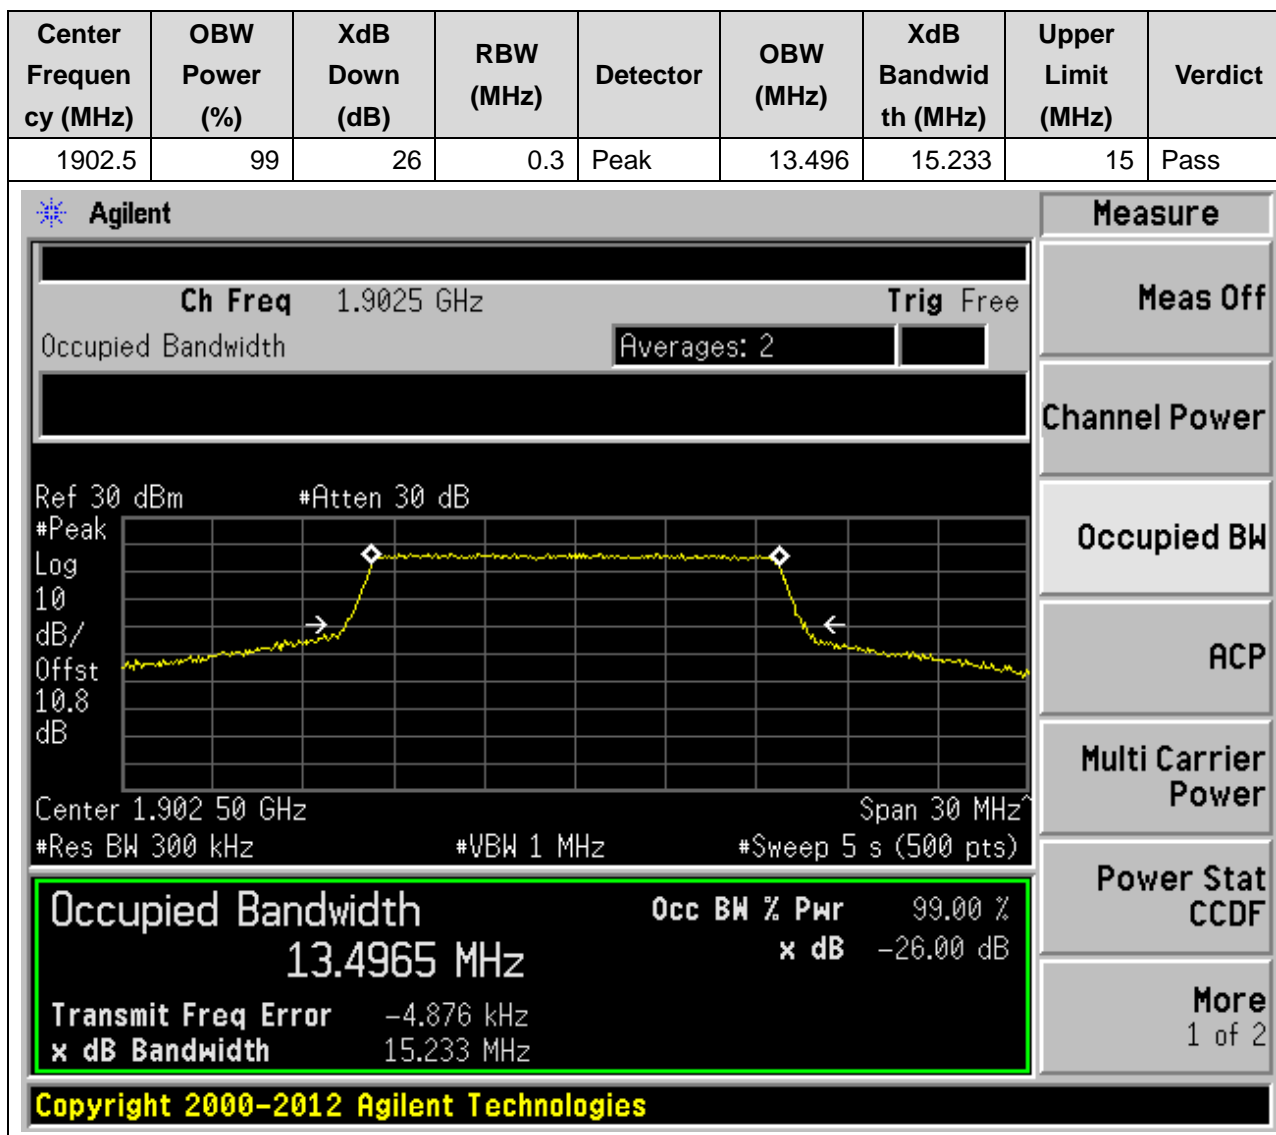 Center Frequen cy (MHz) OBW Power (%) XdB Down (dB) RBW (MHz) Detector OBW (MHz) XdB Bandwid th (MHz) Upper Limit (MHz) Verdict
1902.5 99 26 0.3 Peak 13.496 15.233 15 Pass
Agilent
Measure
Ch Freq 1.9025 GHz Trig Free
Meas Off
Occupied Bandwidth Averages: 2
Channel Power
Ref 30 dBm #Atten 30 dB
#Peak
Log
10
dB/
Offst
10.8
dB
Occupied BW
ACP
Multi Carrier
Power
Center 1.902 50 GHz Span 30 MHz^
#Res BW 300 kHz #VBW 1 MHz #Sweep 5 s (500 pts)
Power Stat
CCDF
Occupied Bandwidth Occ BW % Pwr 99.00 %
13.4965 MHz x dB -26.00 dB
Transmit Freq Error -4.876 kHz
x dB Bandwidth 15.233 MHz
More
1 of 2
Copyright 2000-2012 Agilent Technologies